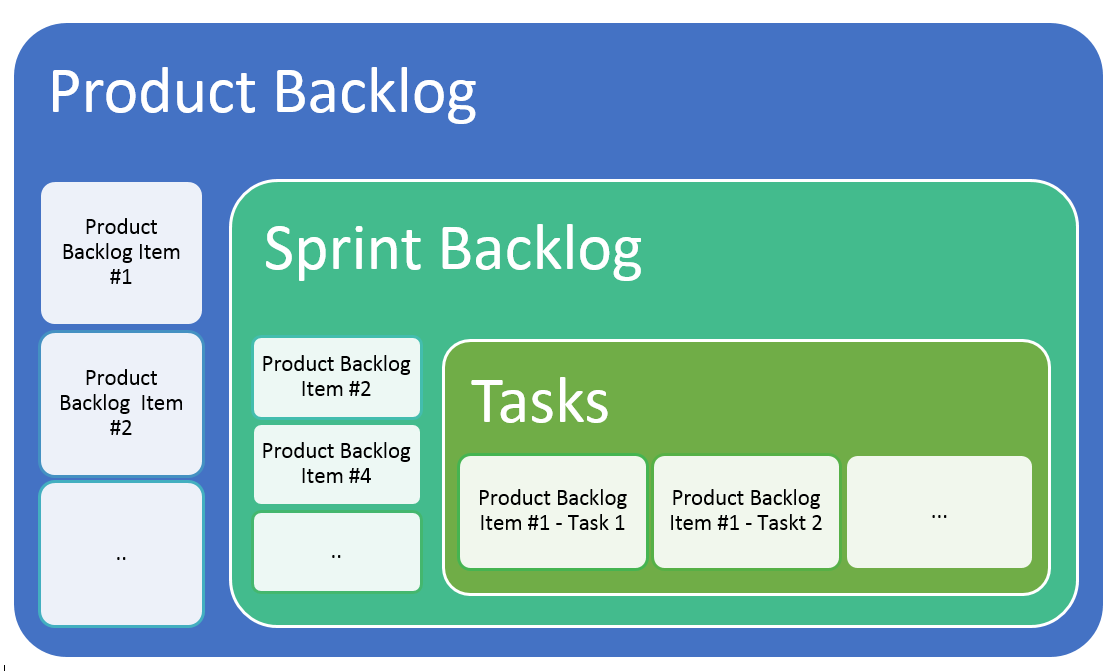 Product Backlog
Product
Backlog Item
#1
Product
Backlog  Item
#2
..
Sprint Backlog
Product Backlog
Item #2
Product Backlog
Item #4
..
Tasks
Product Backlog
Item #1 - Task 1
Product Backlog
Item #1 - Taskt 2
...